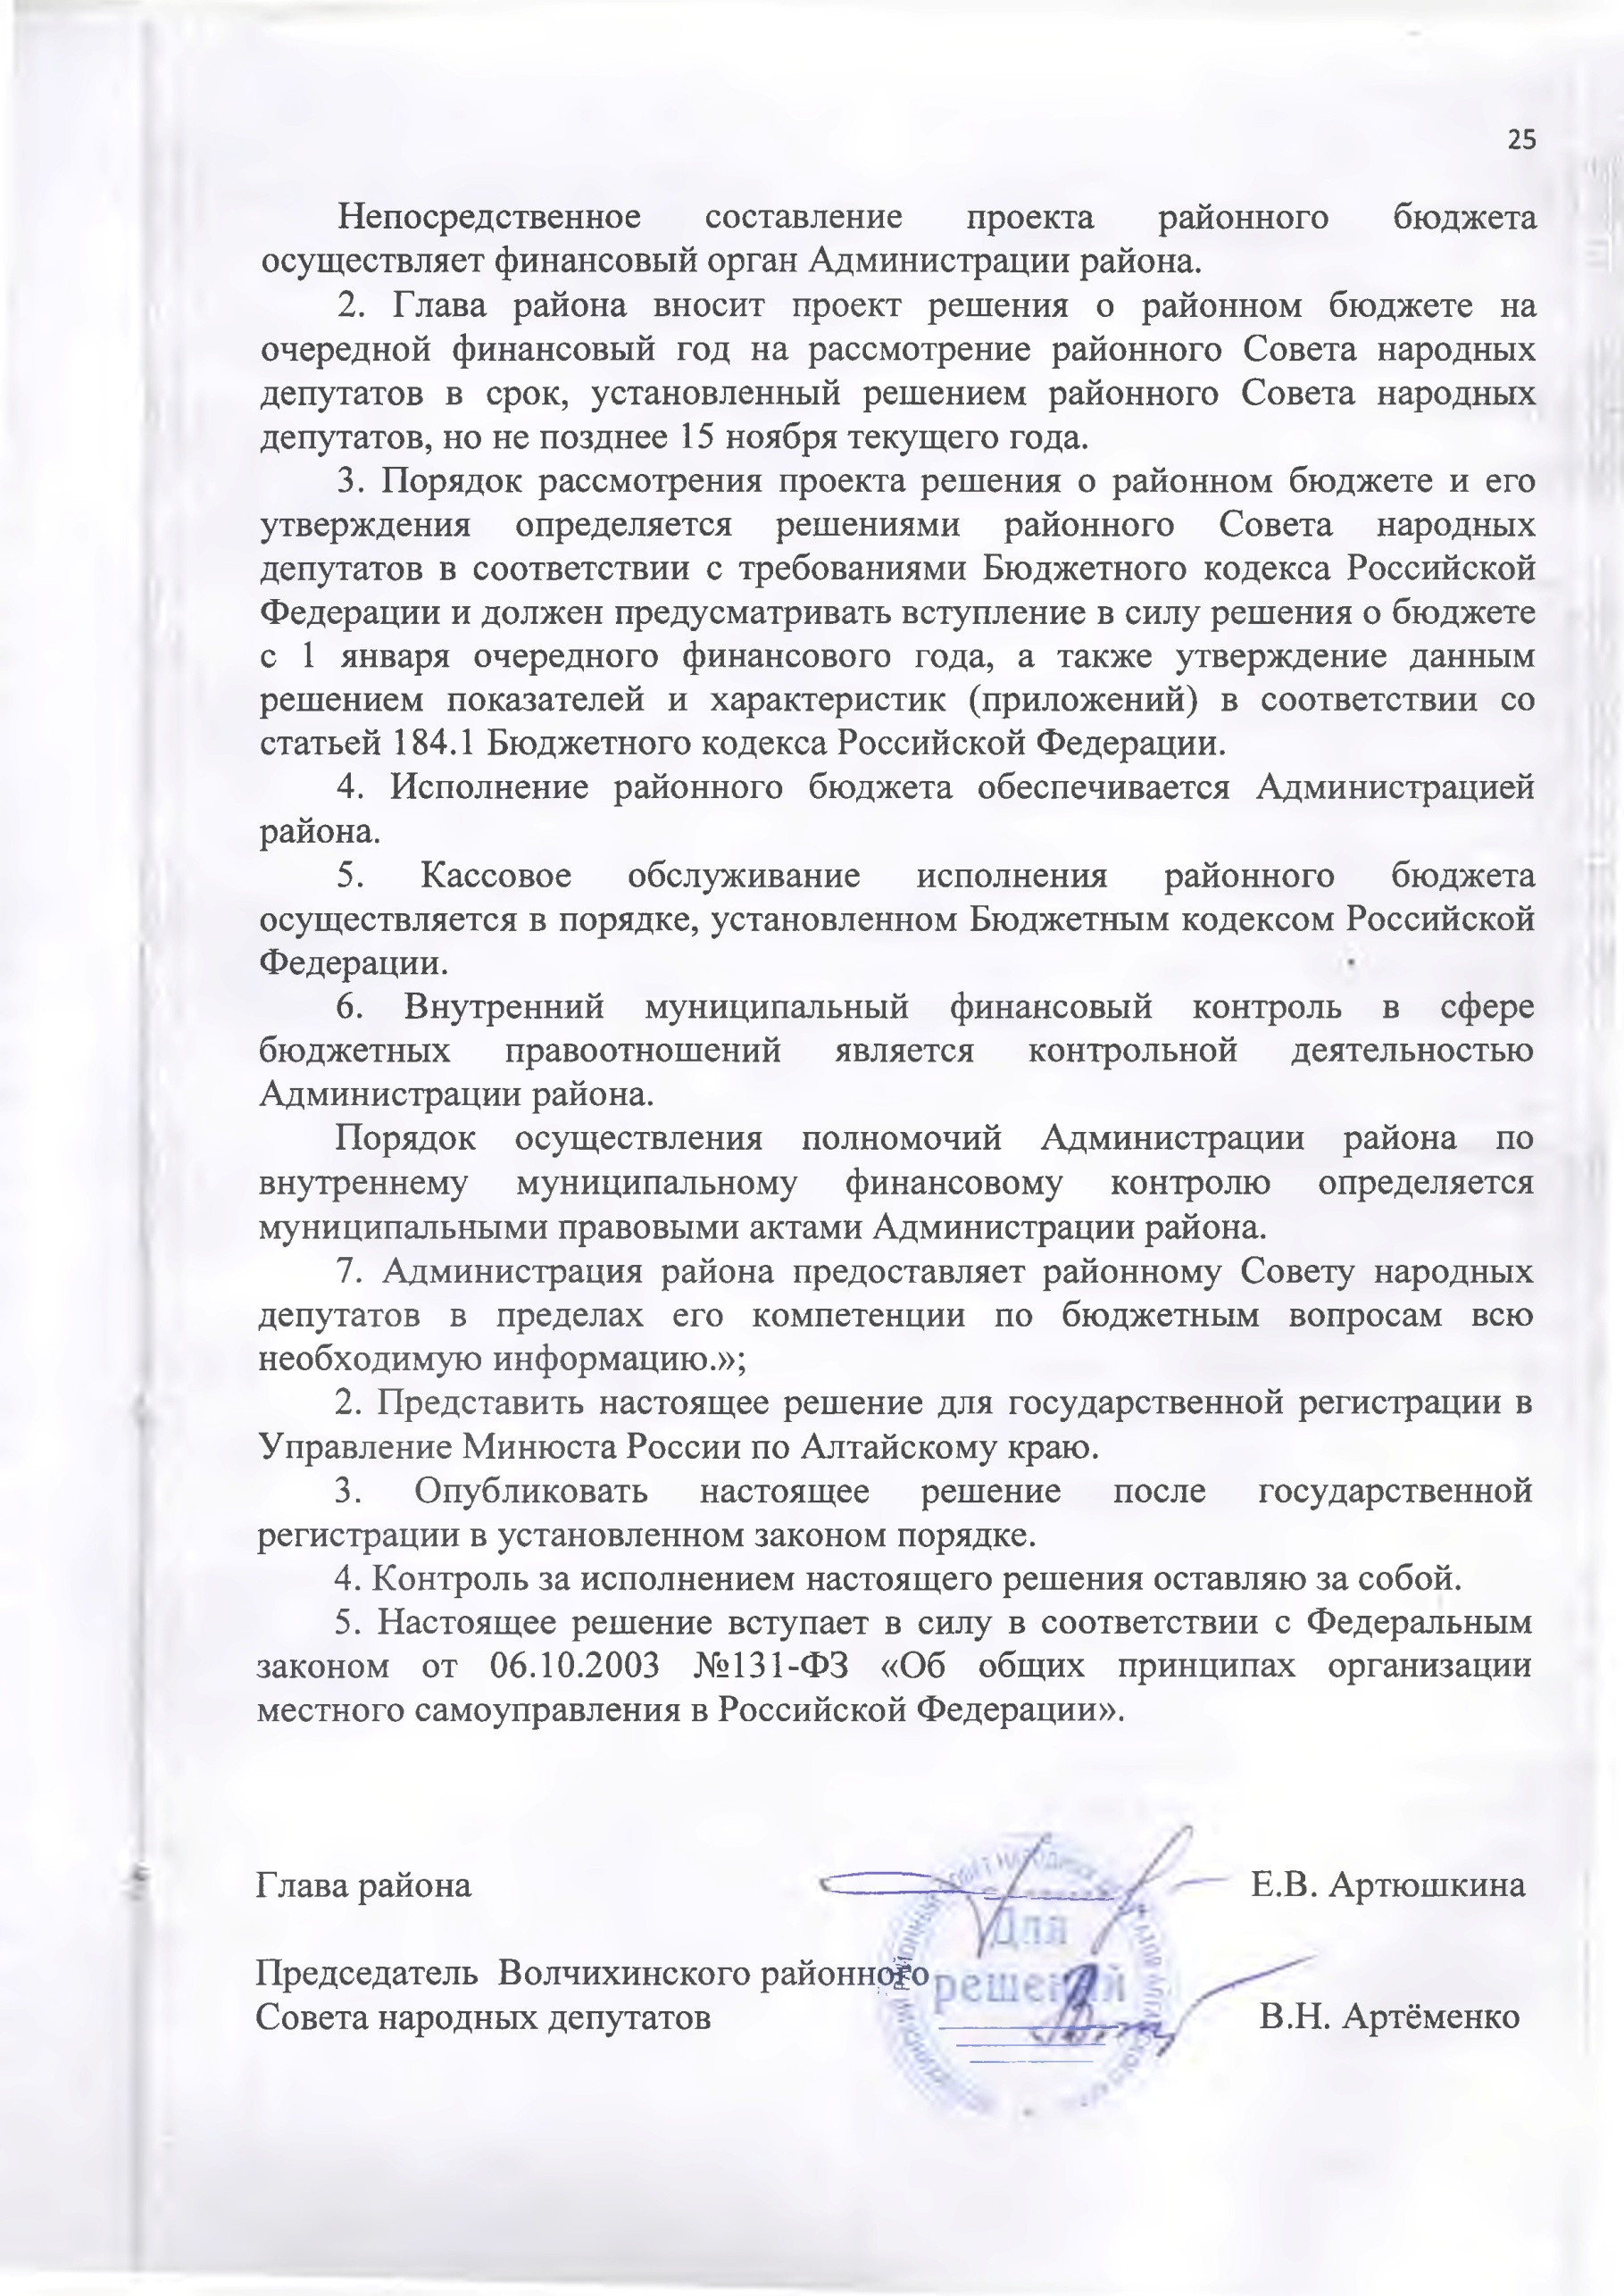 25
Непосредственное составление проекта районного бюджета
осуществляет финансовый орган Администрации района.
2. Глава района вносит проект решения о районном бюджете на
очередной финансовый год на рассмотрение районного Совета народных
депутатов в срок, установленный решением районного Совета народных
депутатов, но не позднее 15 ноября текущего года.
3. Порядок рассмотрения проекта решения о районном бюджете и его
утверждения определяется решениями районного Совета народных
депутатов в соответствии с требованиями Бюджетного кодекса Российской
Федерации и должен предусматривать вступление в силу решения о бюджете
с 1 января очередного финансового года, а также утверждение данным
решением показателей и характеристик (приложений) в соответствии со
статьей 184.1 Бюджетного кодекса Российской Федерации.
4. Исполнение районного бюджета обеспечивается Администрацией
района.
5. Кассовое обслуживание исполнения районного бюджета
осуществляется в порядке, установленном Бюджетным кодексом Российской
Федерации.
6. Внутренний муниципальный финансовый контроль в сфере
бюджетных правоотношений является контрольной деятельностью
Администрации района.
Порядок осуществления полномочий Администрации района по
внутреннему муниципальному финансовому контролю определяется
муниципальными правовыми актами Администрации района.
7. Администрация района предоставляет районному Совету народных
депутатов в пределах его компетенции по бюджетным вопросам всю
необходимую информацию.»;
2. Представить настоящее решение для государственной регистрации в
Управление Минюста России по Алтайскому краю.
3. Опубликовать настоящее решение после государственной
регистрации в установленном законом порядке.
4. Контроль за исполнением настоящего решения оставляю за собой.
5. Настоящее решение вступает в силу в соответствии с Федеральным
законом от 06.10.2003 №131-ФЗ «Об общих принципах организации
местного самоуправления в Российской Федерации».
Глава района Е.В. Артюшкина
Для
решений
Председатель Волчихинского районного
Совета народных депутатов В.Н. Артёменко